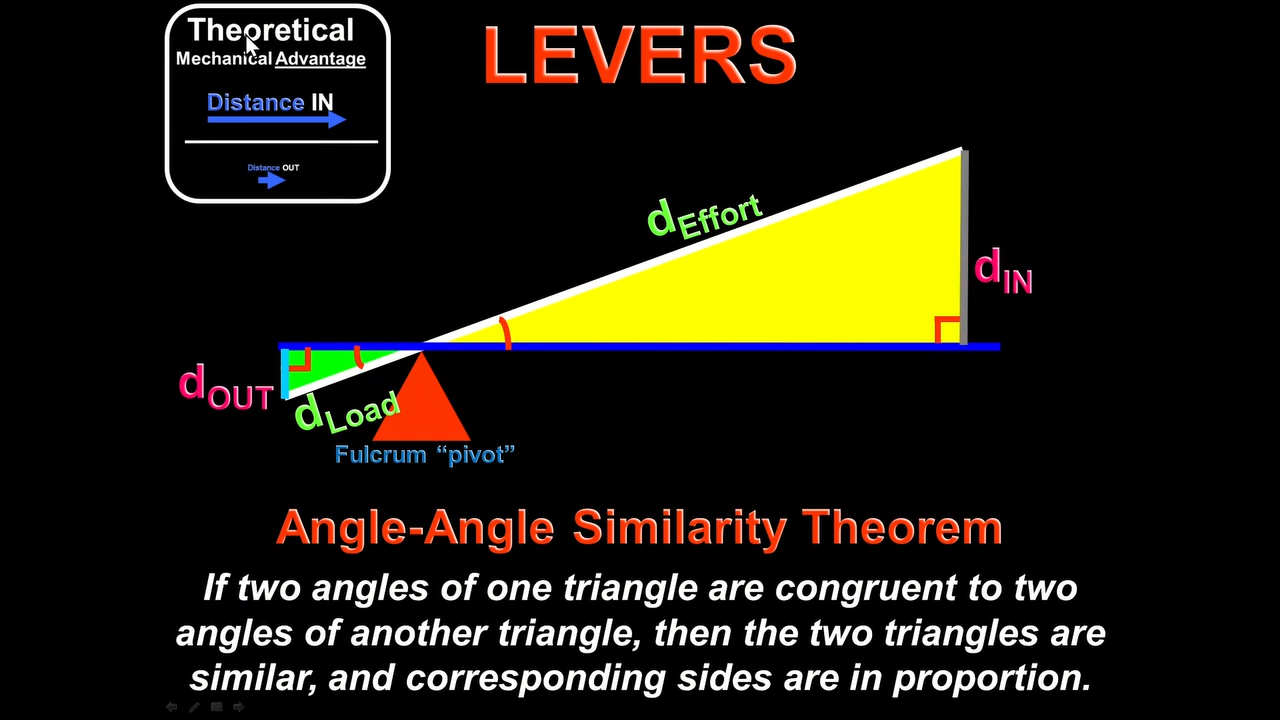 Theoretical
Mechanical Advantage
Distance IN
Distance OUT
LEVERS
dEffort
dIN
dOUT
dLoad
Fulcrum “pivot”
Angle-Angle Similarity Theorem
If two angles of one triangle are congruent to two
angles of another triangle, then the two triangles are
similar, and corresponding sides are in proportion.